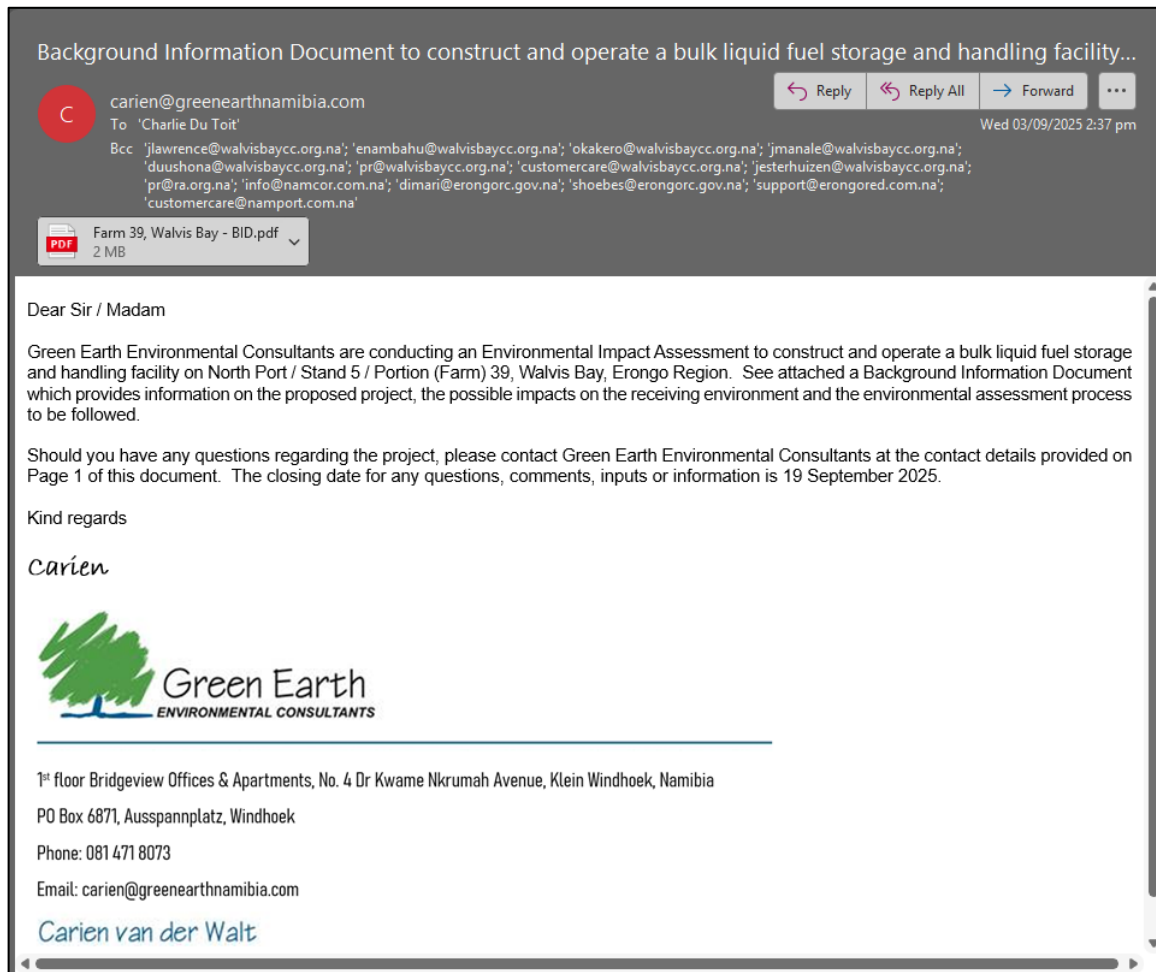 Background Information Document to construct and operate a bulk liquid fuel storage and handling facility...
C
carien@greenearthnamibia.com
Reply
Reply All
Forward
To 'Charlie Du Toit'
Wed 03/09/2025 2:37 pm
Bcc 'jlawrence@walvisbaycc.org.na'; 'enambahu@walvisbaycc.org.na'; 'okakero@walvisbaycc.org.na'; 'jmanale@walvisbaycc.org.na';
'duushona@walvisbaycc.org.na'; 'pr@walvisbaycc.org.na'; 'customercare@walvisbaycc.org.na'; 'jesterhuizen@walvisbaycc.org.na';
'pr@ra.org.na'; 'info@namcor.com.na'; 'dimari@erongorc.gov.na'; 'shoebes@erongorc.gov.na'; 'support@erongored.com.na';
'customercare@namport.com.na'
PDF
Farm 39, Walvis Bay - BID.pdf
2 MB
Dear Sir / Madam
Green Earth Environmental Consultants are conducting an Environmental Impact Assessment to construct and operate a bulk liquid fuel storage
and handling facility on North Port / Stand 5 / Portion (Farm) 39, Walvis Bay, Erongo Region.  See attached a Background Information Document
which provides information on the proposed project, the possible impacts on the receiving environment and the environmental assessment process
to be followed.
Should you have any questions regarding the project, please contact Green Earth Environmental Consultants at the contact details provided on
Page 1 of this document.  The closing date for any questions, comments, inputs or information is 19 September 2025.
Kind regards
Carien
Green Earth
ENVIRONMENTAL CONSULTANTS
1st floor Bridgeview Offices & Apartments, No. 4 Dr Kwame Nkrumah Avenue, Klein Windhoek, Namibia
PO Box 6871, Ausspannplatz, Windhoek
Phone: 081 471 8073
Email: carien@greenearthnamibia.com
Carien van der Walt